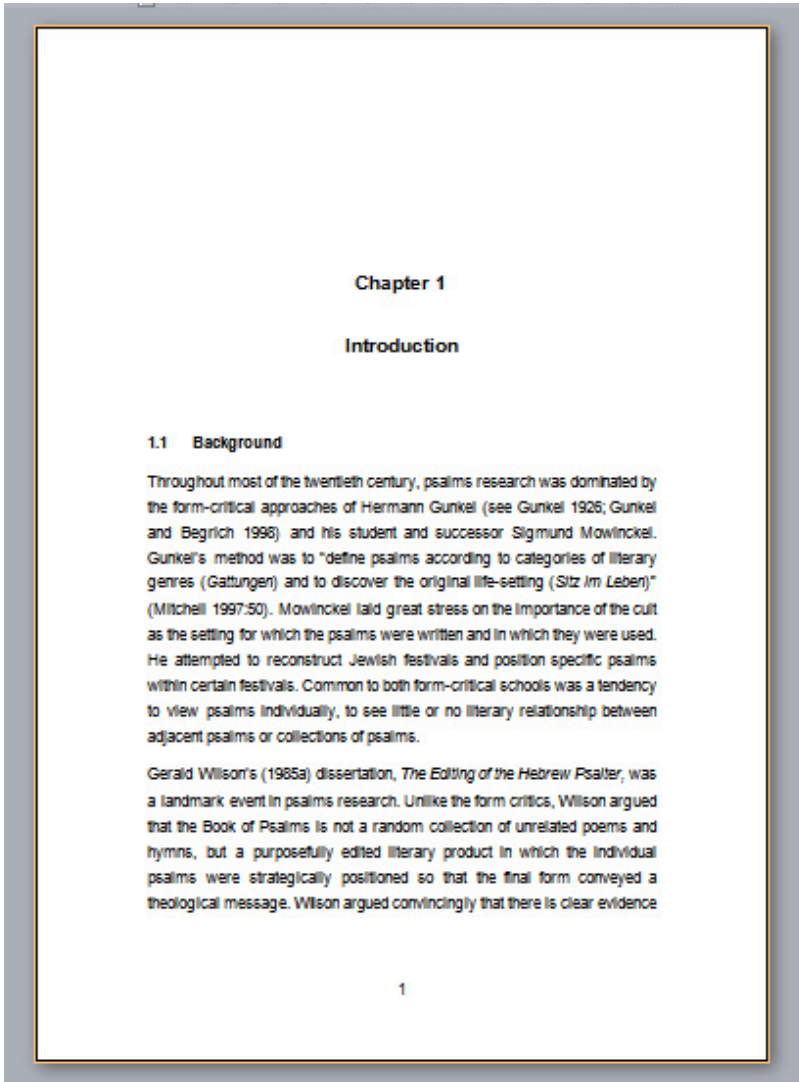 Chapter 1
Introduction
1.1 Background
Throughout most of the twentieth century, psalms research was dominated by
the form-critical approaches of Hermann Gunkel (see Gunkel 1926; Gunkel
and Begrich 1998) and his student and successor Sigmund Mowinckel.
Gunkel's method was to "define psalms according to categories of literary
genres (Gattungen) and to discover the original life-setting (Sitz im Leben)"
(Mitchell 1997:50). Mowinckel laid great stress on the importance of the cult
as the setting for which the psalms were written and in which they were used.
He attempted to reconstruct Jewish festivals and position specific psalms
within certain festivals. Common to both form-critical schools was a tendency
to view psalms individually, to see little or no literary relationship between
adjacent psalms or collections of psalms.
Gerald Wilson's (1985a) dissertation, The Editing of the Hebrew Psalter, was
a landmark event in psalms research. Unlike the form critics, Wilson argued
that the Book of Psalms is not a random collection of unrelated poems and
hymns, but a purposefully edited literary product in which the individual
psalms were strategically positioned so that the final form conveyed a
theological message. Wilson argued convincingly that there is clear evidence
1